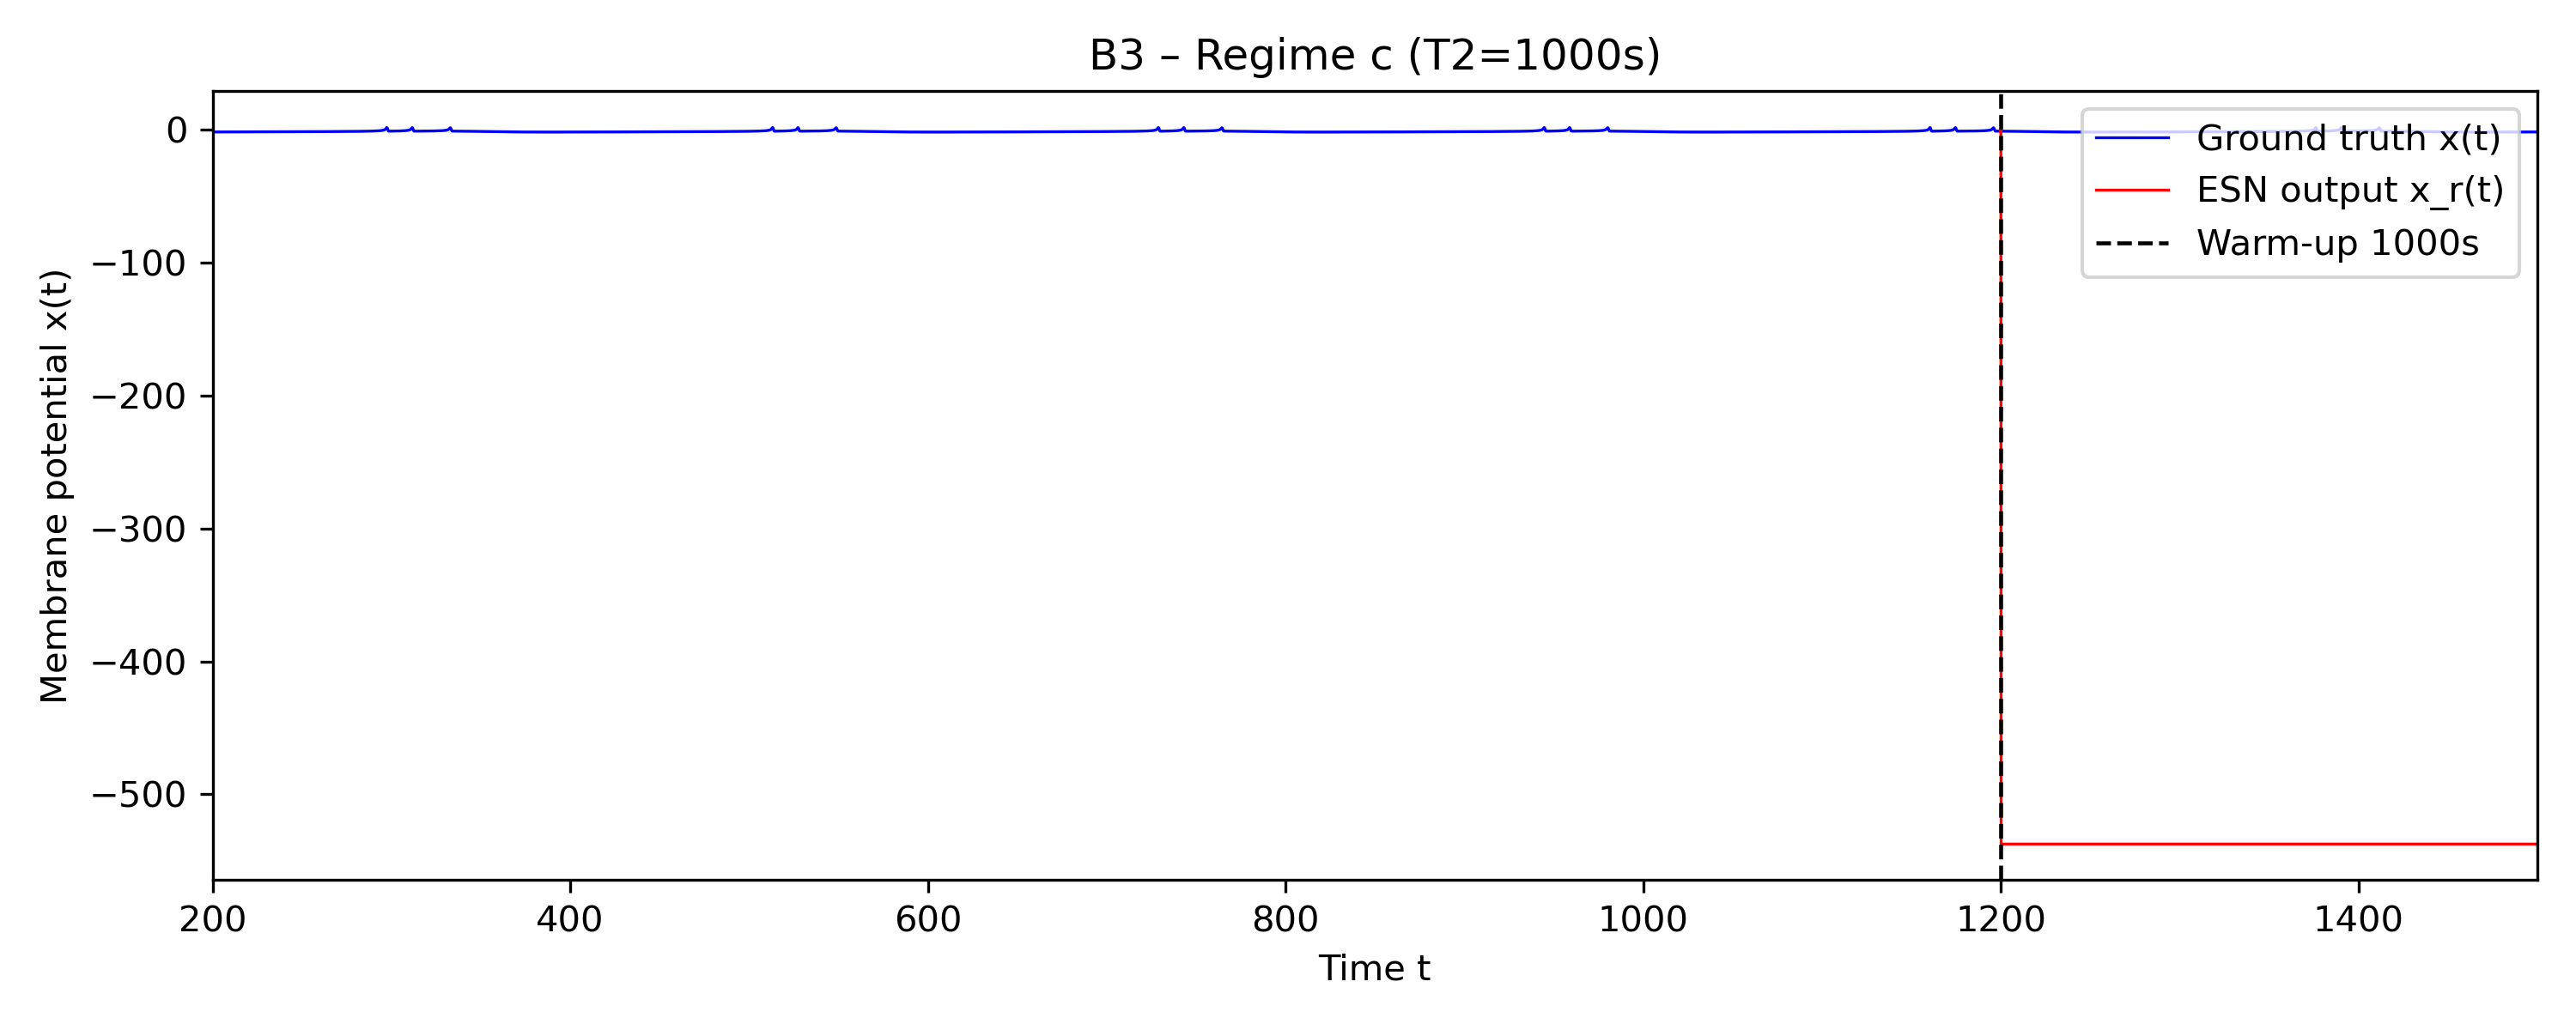 B3 – Regime c (T2=1000s)
Membrane potential x(t)
0
−100
−200
−300
−400
−500
Ground truth x(t)
ESN output x_r(t)
Warm-up 1000s
200 400 600 800 1000 1200 1400
Time t